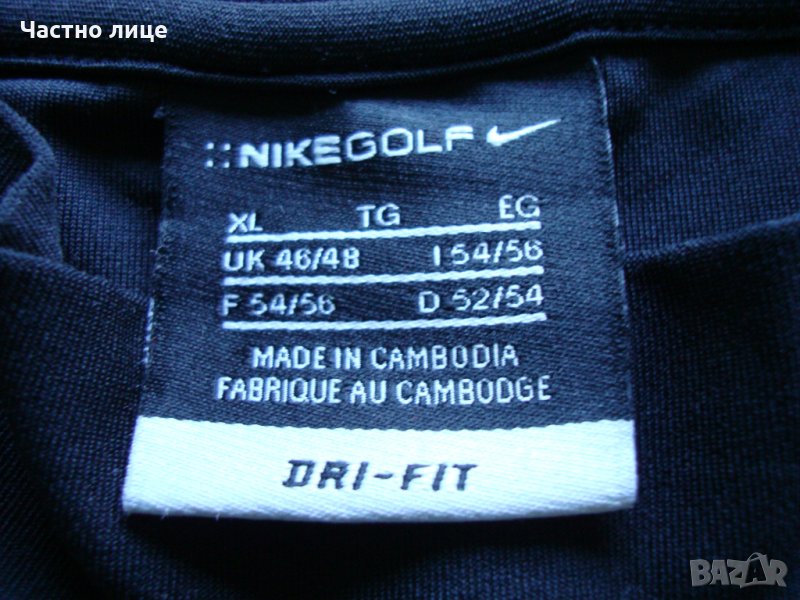 Частно лице
NIKEGOLF
XL TG EG
UK 46/48 I 54/56
F 54/56 D 52/54
MADE IN CAMBODIA
FABRIQUE AU CAMBODGE
DRI-FIT
BAZAR